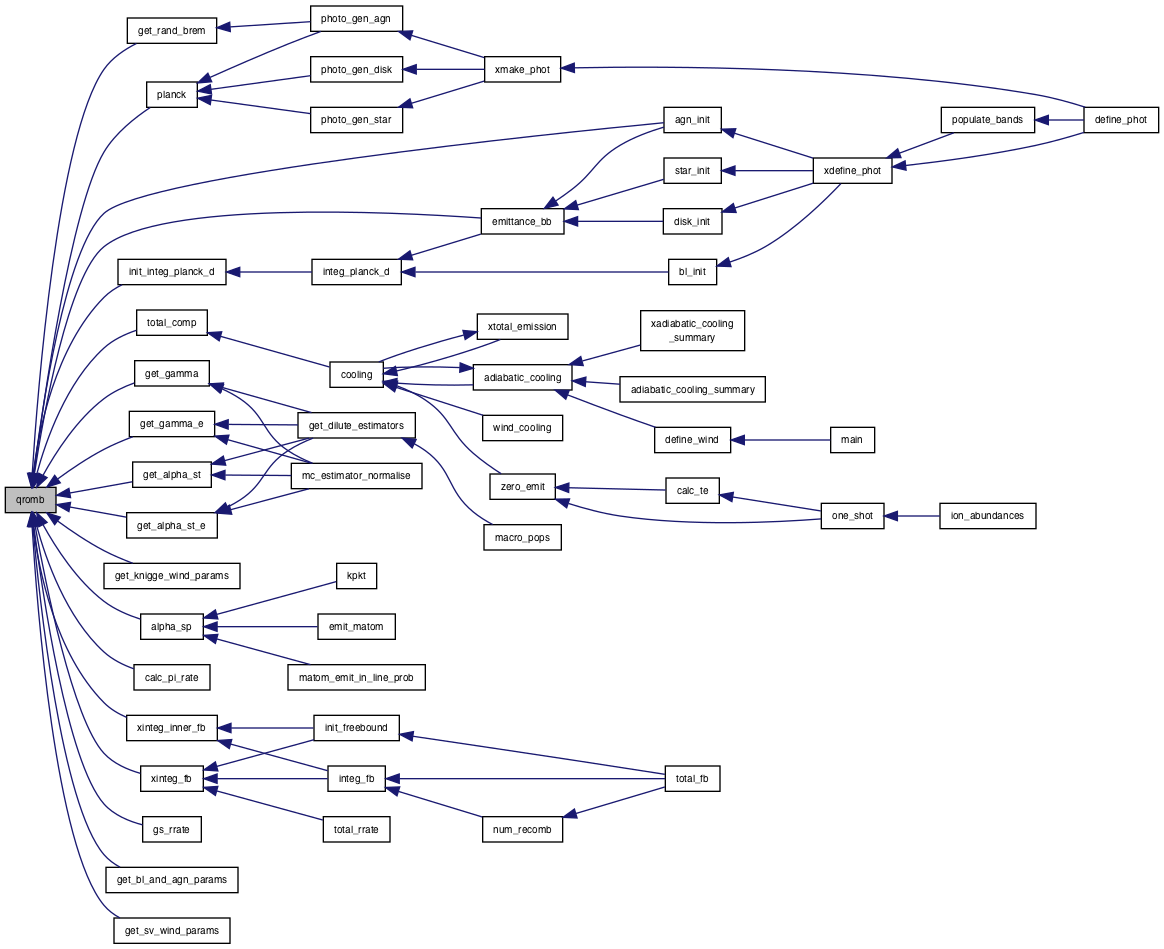 photo_gen_agn
get_rand_brem
photo_gen_disk
xmake_phot
planck
photo_gen_star
agn_init
populate_bands
define_phot
star_init
xdefine_phot
emittance_bb
disk_init
init_integ_planck_d
integ_planck_d
bl_init
total_comp
xtotal_emission
xadiabatic_cooling
_summary
get_gamma
cooling
adiabatic_cooling
adiabatic_cooling_summary
get_gamma_e
get_dilute_estimators
wind_cooling
define_wind
main
get_alpha_st
mc_estimator_normalise
zero_emit
calc_te
qromb
get_alpha_st_e
one_shot
ion_abundances
macro_pops
get_knigge_wind_params
kpkt
alpha_sp
emit_matom
calc_pi_rate
matom_emit_in_line_prob
xinteg_inner_fb
init_freebound
xinteg_fb
integ_fb
total_fb
gs_rrate
total_rrate
num_recomb
get_bl_and_agn_params
get_sv_wind_params